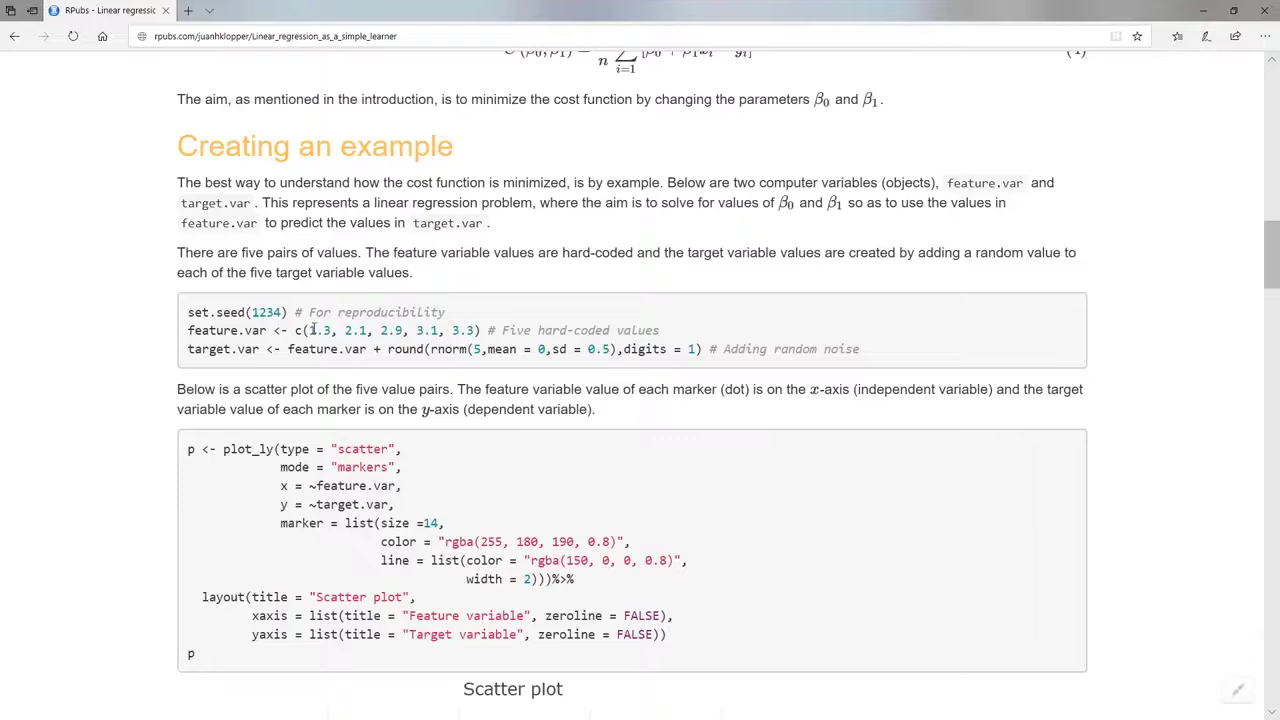 RPubs - Linear regressic
rpubs.com/juanhklopper/Linear_regression_as_a_simple_learner
n i=1
The aim, as mentioned in the introduction, is to minimize the cost function by changing the parameters β0 and β1.
Creating an example
The best way to understand how the cost function is minimized, is by example. Below are two computer variables (objects), feature.var and
target.var. This represents a linear regression problem, where the aim is to solve for values of β0 and β1 so as to use the values in
feature.var to predict the values in target.var.
There are five pairs of values. The feature variable values are hard-coded and the target variable values are created by adding a random value to
each of the five target variable values.
set.seed(1234) # For reproducibility
feature.var <- c(1.3, 2.1, 2.9, 3.1, 3.3) # Five hard-coded values
target.var <- feature.var + round(rnorm(5,mean = 0,sd = 0.5),digits = 1) # Adding random noise
Below is a scatter plot of the five value pairs. The feature variable value of each marker (dot) is on the x-axis (independent variable) and the target
variable value of each marker is on the y-axis (dependent variable).
p <- plot_ly(type = "scatter",
mode = "markers",
x = ~feature.var,
y = ~target.var,
marker = list(size =14,
color = "rgba(255, 180, 190, 0.8)",
line = list(color = "rgba(150, 0, 0, 0.8)",
width = 2)))%>%
layout(title = "Scatter plot",
xaxis = list(title = "Feature variable", zeroline = FALSE),
yaxis = list(title = "Target variable", zeroline = FALSE))
p
Scatter plot